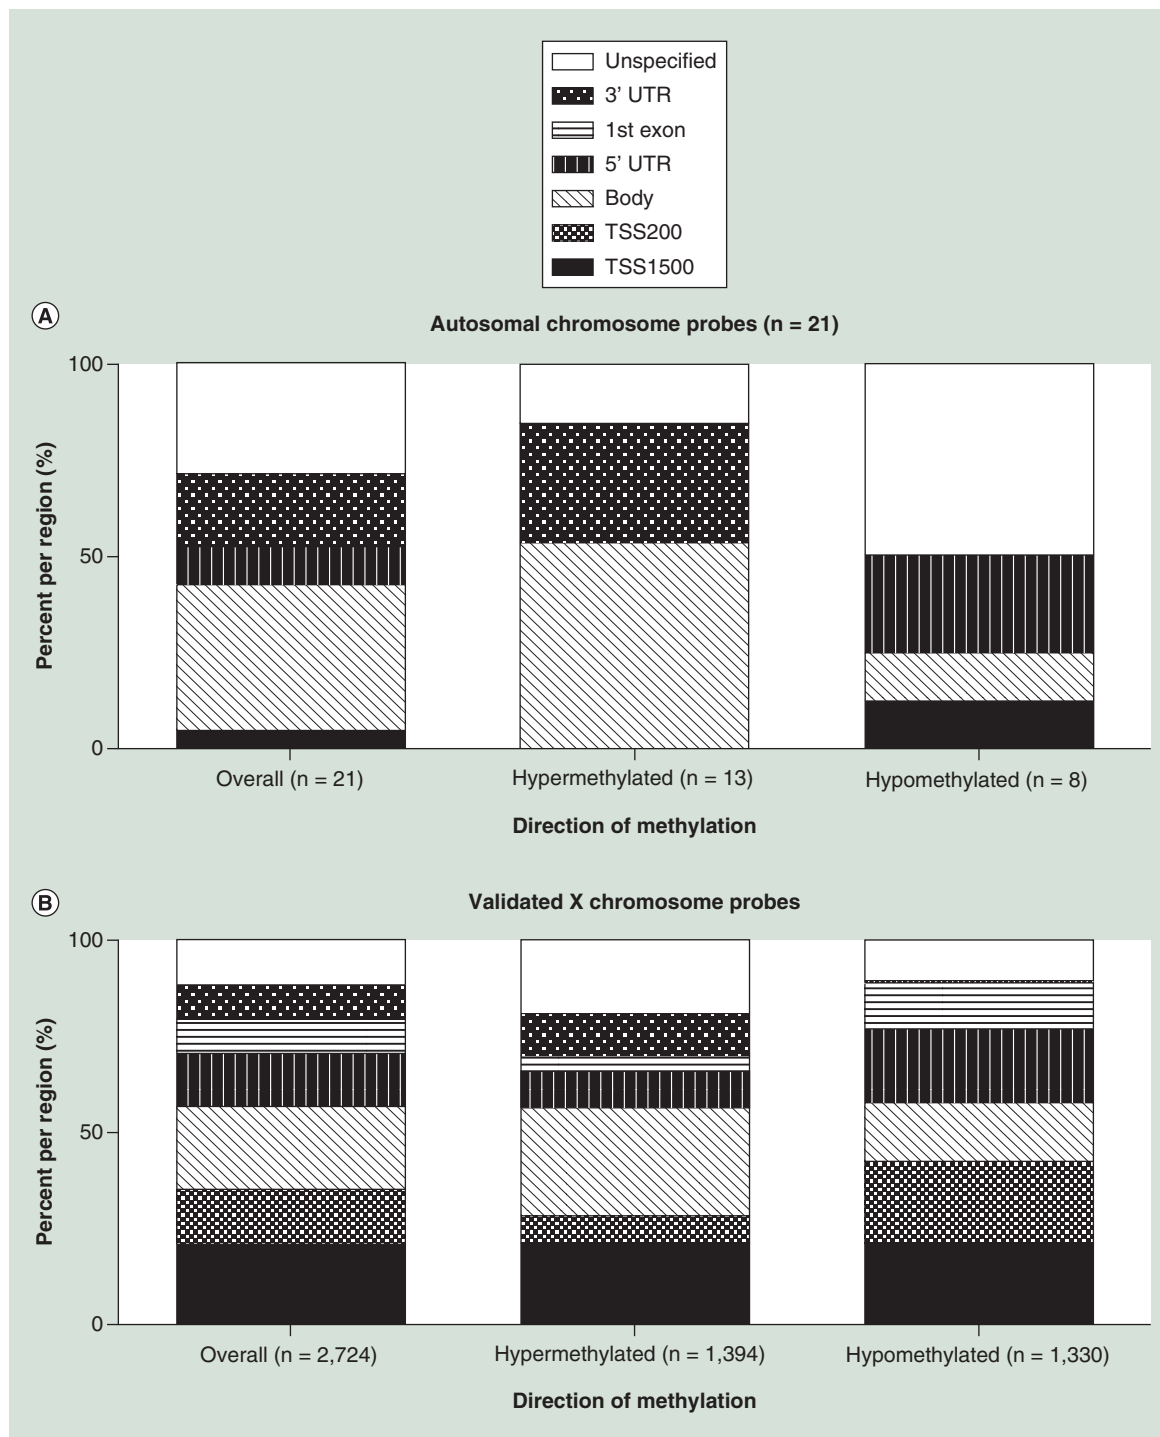 Unspecified
3’ UTR
1st exon
5’ UTR
Body
TSS200
TSS1500
A
Autosomal chromosome probes (n = 21)
100
50
0
Percent per region (%)
Overall (n = 21)
Hypermethylated (n = 13)
Hypomethylated (n = 8)
Direction of methylation
B
Validated X chromosome probes
100
50
0
Percent per region (%)
Overall (n = 2,724)
Hypermethylated (n = 1,394)
Hypomethylated (n = 1,330)
Direction of methylation